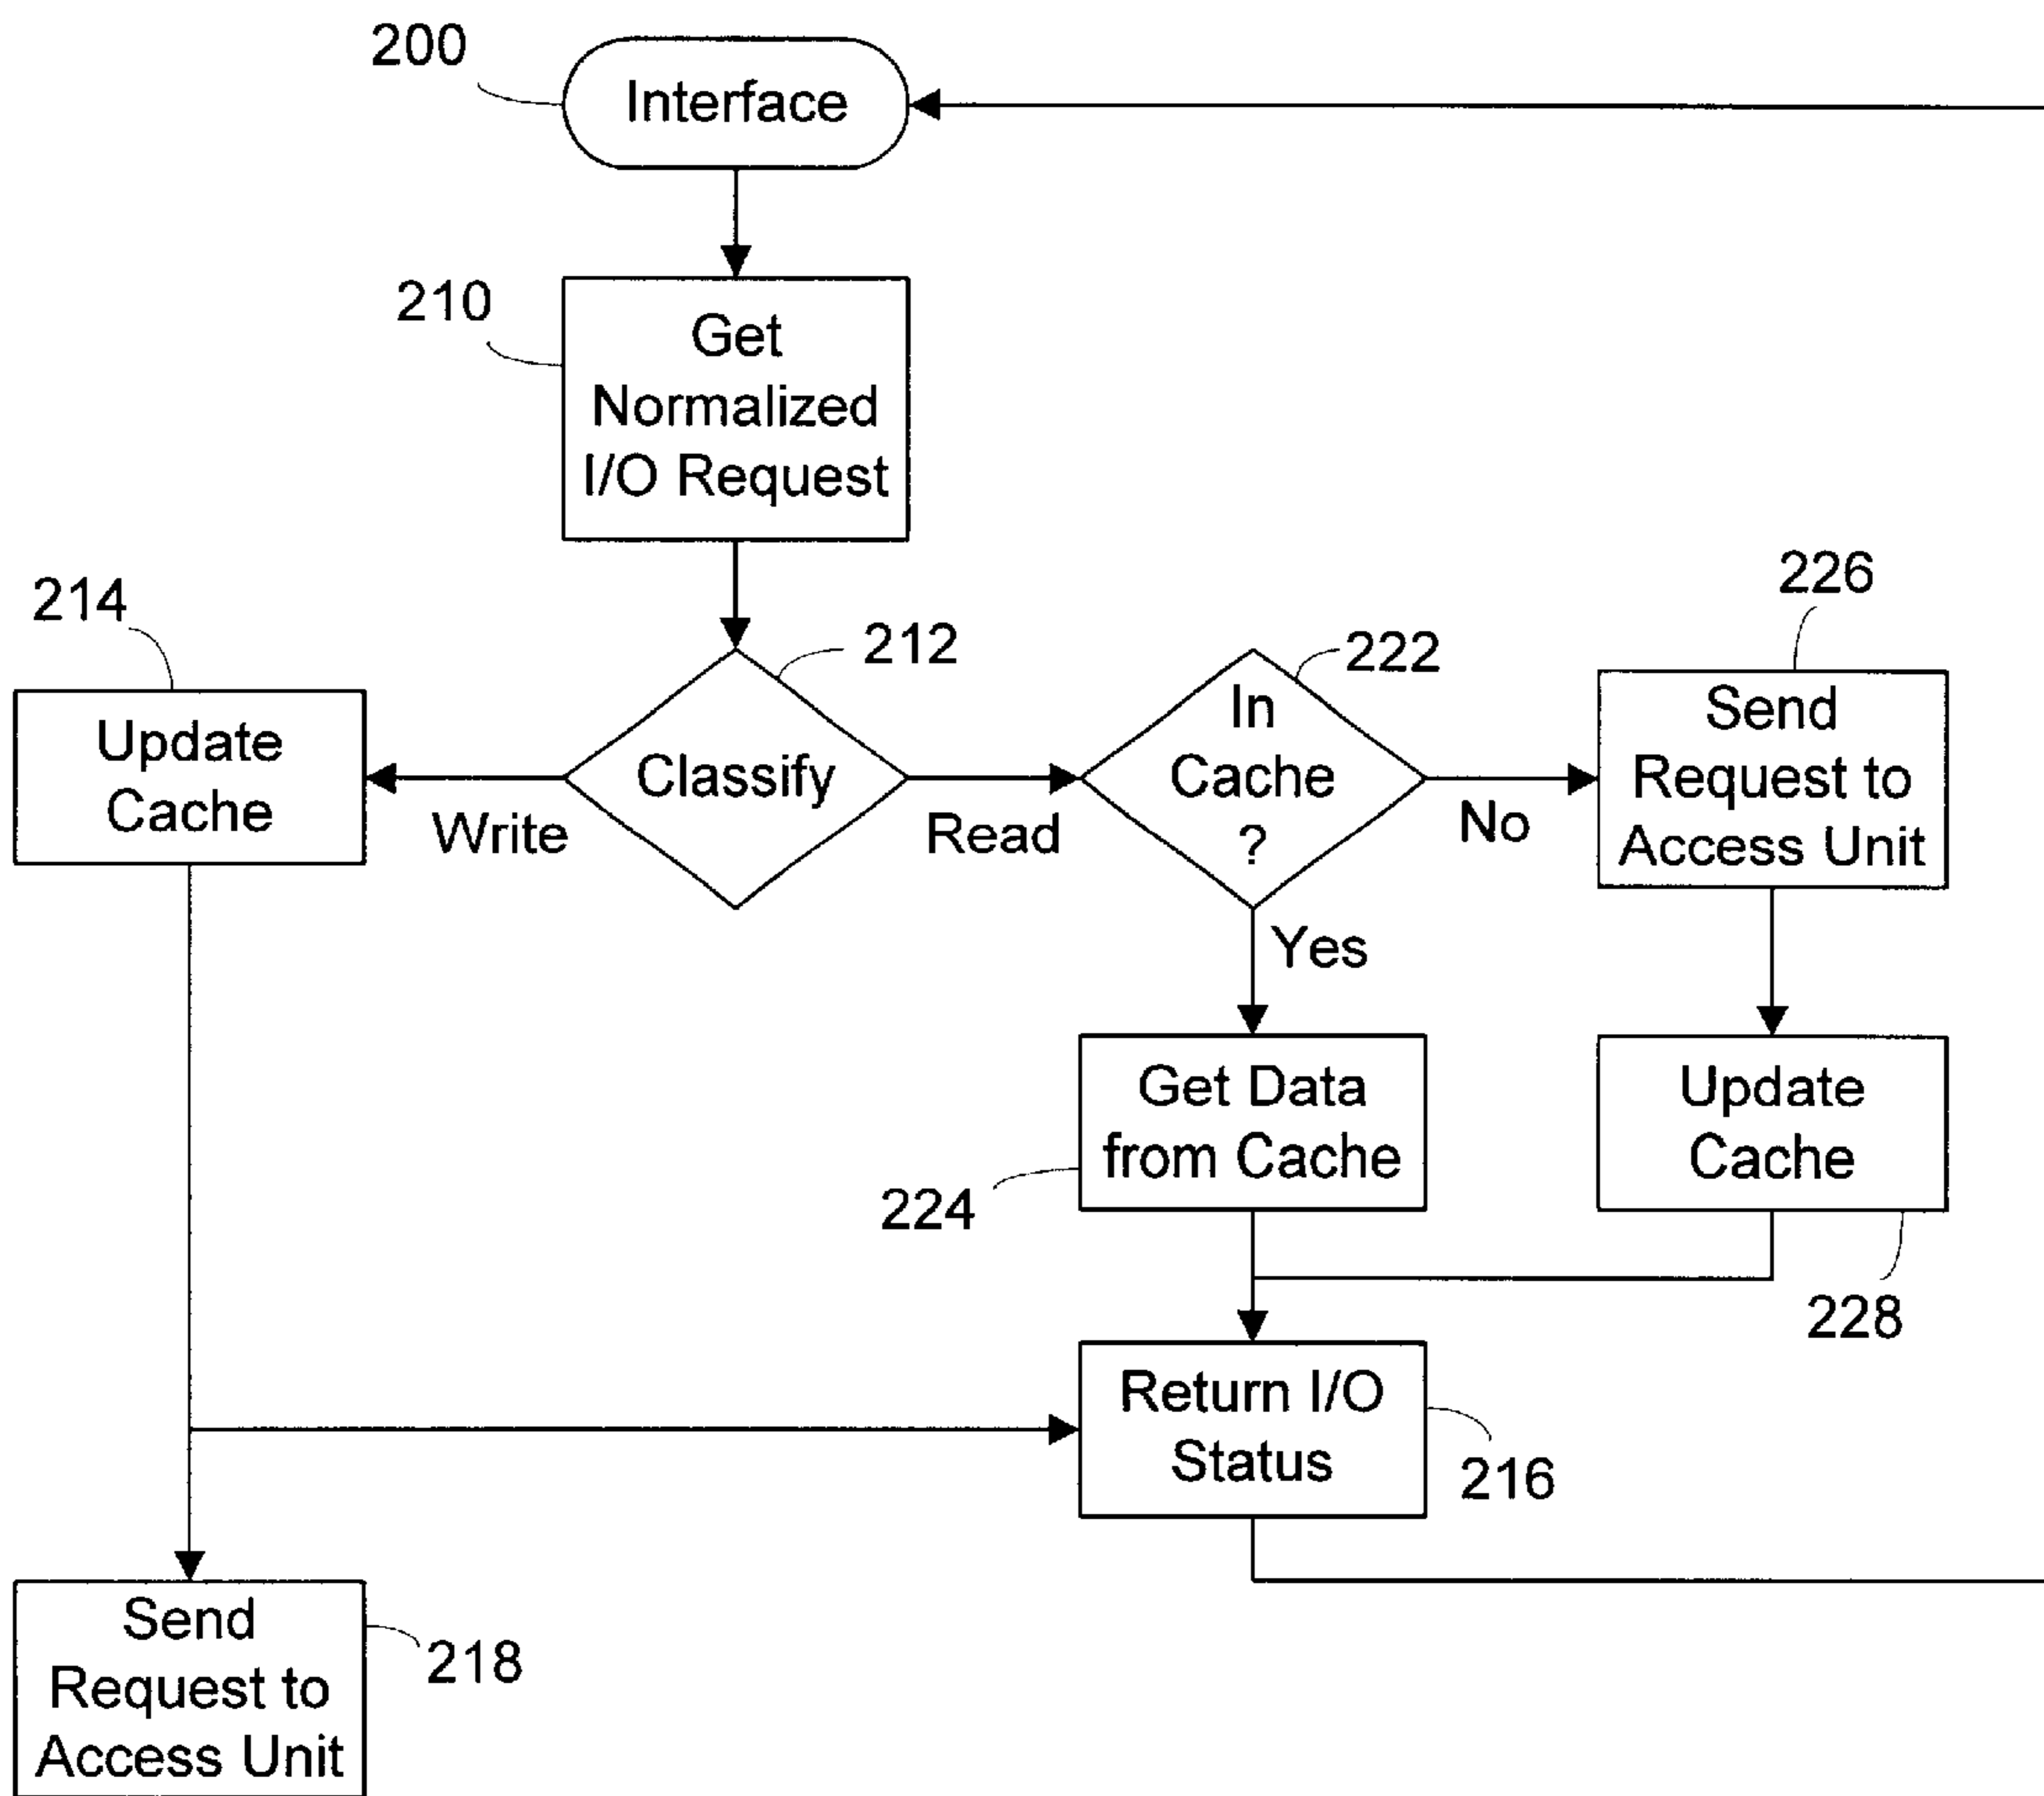 200
Interface
210
Get
Normalized
I/O Request
214
Update
Cache
Write
212
Classify
Read
222
In
Cache
?
No
Yes
226
Send
Request to
Access Unit
Get Data
from Cache
224
Update
Cache
228
Return I/O
Status
216
Send
Request to
Access Unit
218